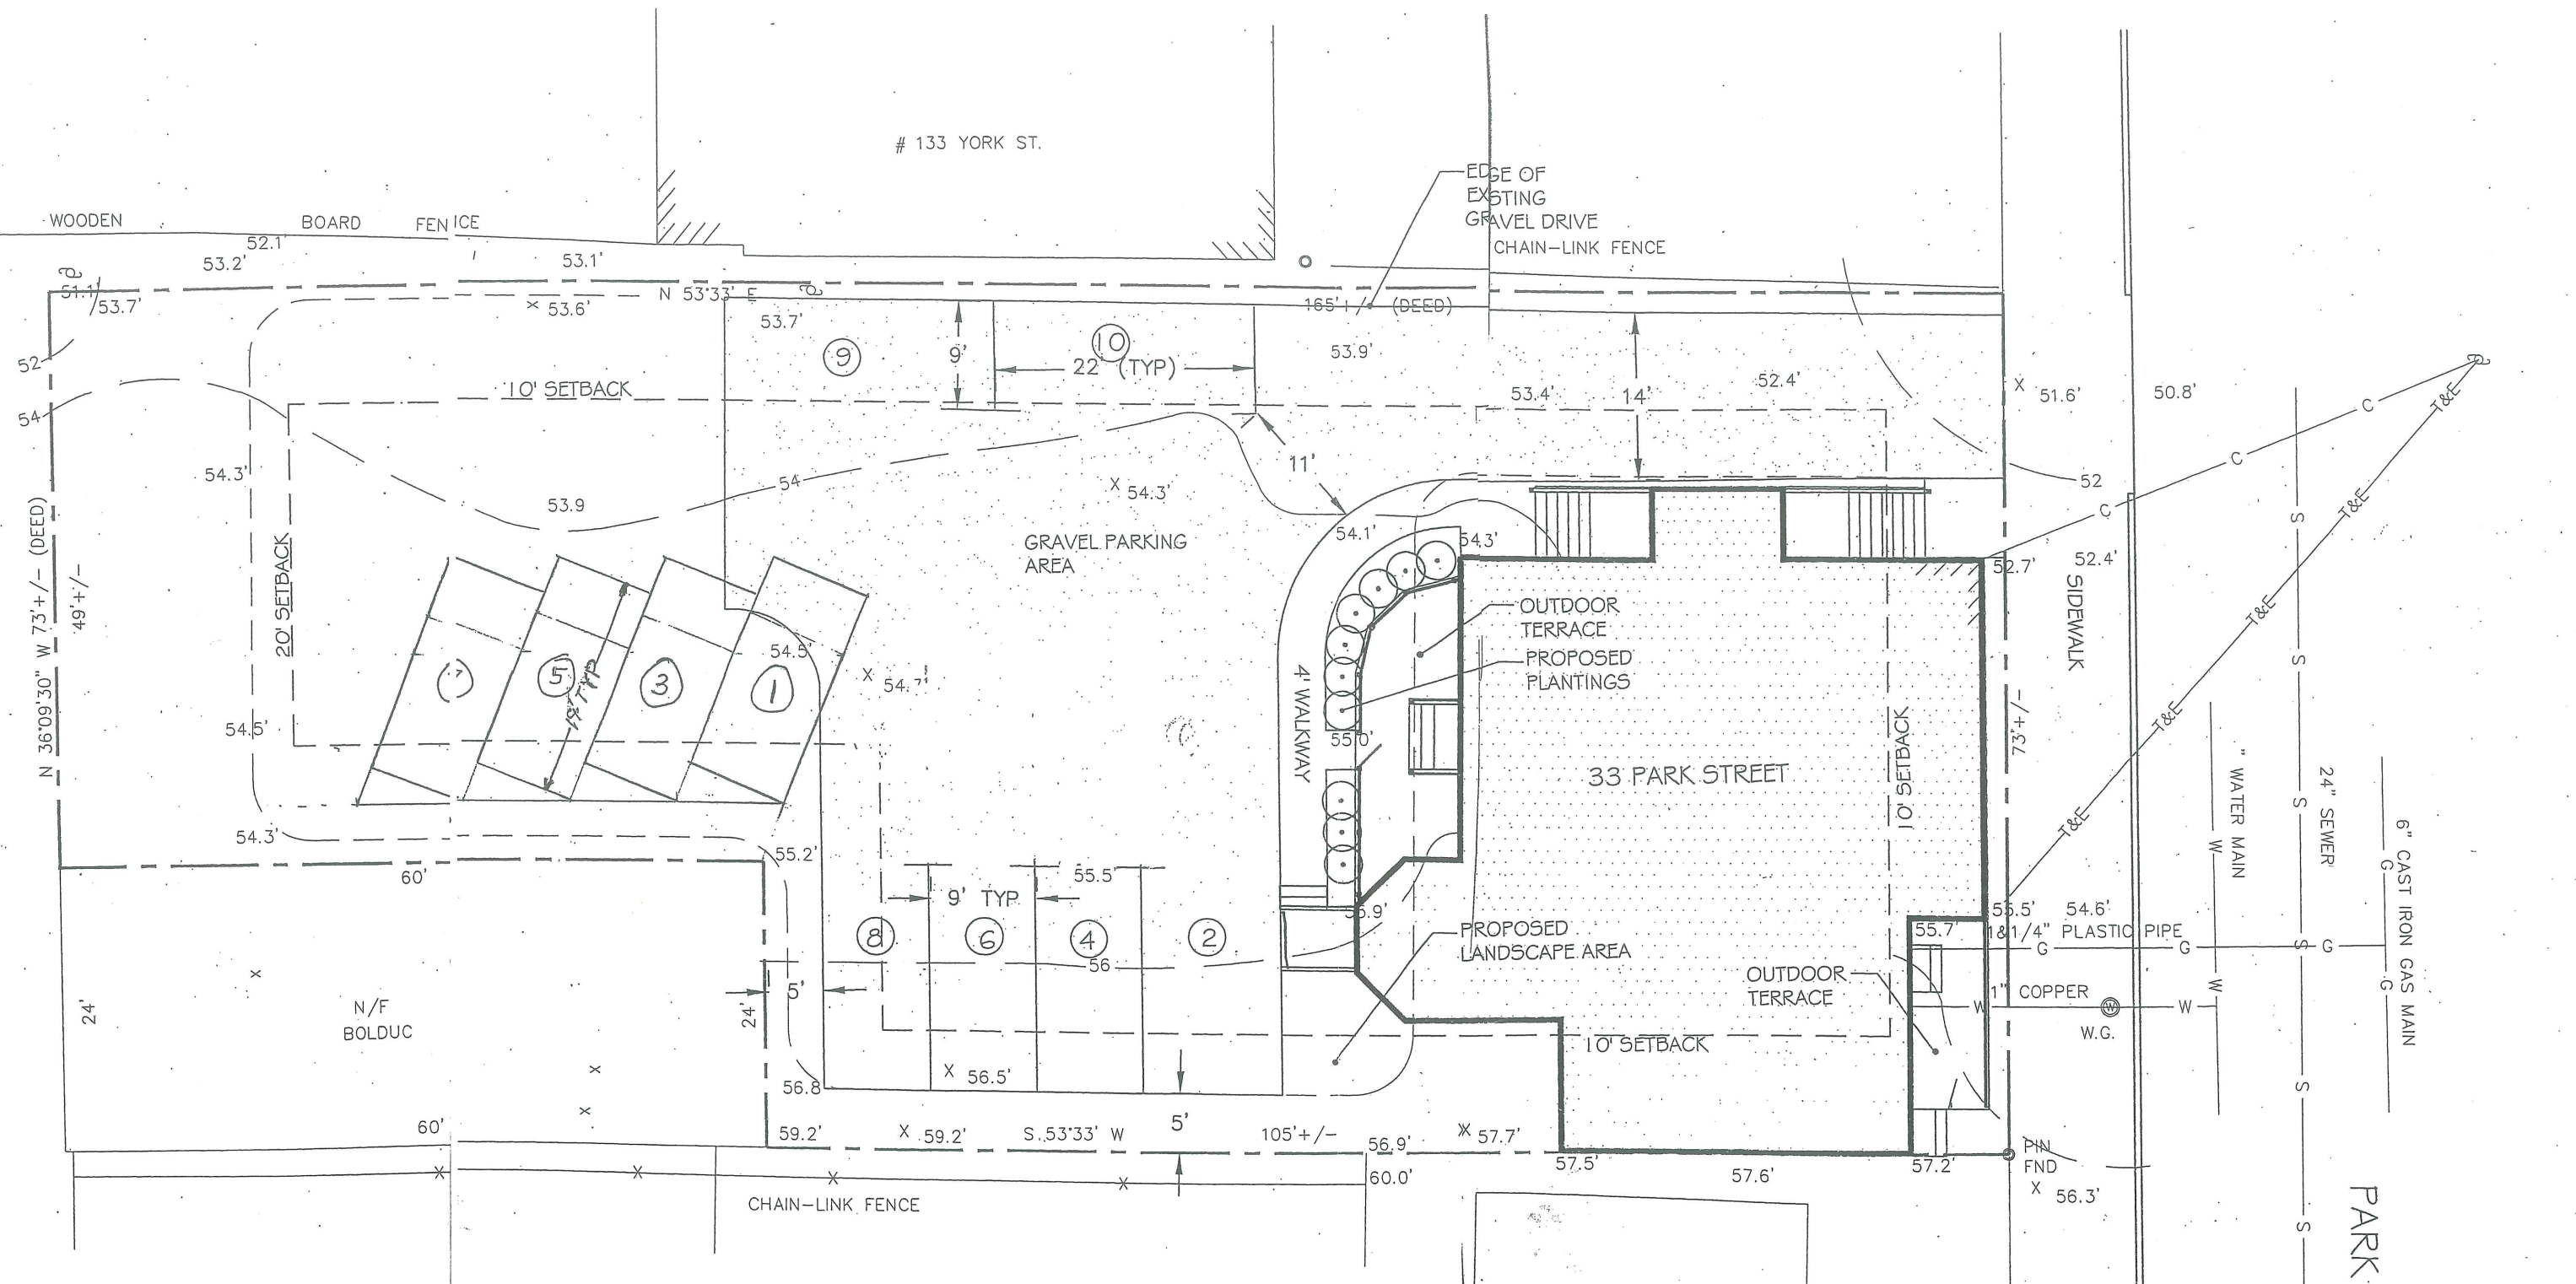 # 133 YORK ST.
EDGE OF
EXSTING
GRAVEL DRIVE
CHAIN-LINK FENCE
WOODEN BOARD FENCE
52.1'
53.2'
53.1'
51.1'
53.7'
53.6'
N 53°33' E
53.7'
165'+/- (DEED)
9
9'
10
22' (TYP)
53.9'
53.4'
14'
52.4'
51.6'
50.8'
52
54
10' SETBACK
54.3'
53.9
54
54.3'
11'
52
C
C
C
T&E
T&E
T&E
T&E
T&E
GRAVEL PARKING
AREA
54.1'
54.3'
52.7'
52.4'
SIDEWALK
N 36°09'30" W 73'+/- (DEED)
49'+/-
20' SETBACK
5
3
1
54.5'
54.7'
OUTDOOR
TERRACE
PROPOSED
PLANTINGS
4' WALKWAY
55.0'
33 PARK STREET
10' SETBACK
73'+/-
54.5'
54.3'
60'
55.2'
55.5'
9' TYP
8
6
4
2
56
5'
24'
24'
N/F
BOLDUC
PROPOSED
LANDSCAPE AREA
OUTDOOR
TERRACE
55.7'
54.6'
1&1/4" PLASTIC PIPE
G
G
G
G
G
1" COPPER
W
W
W
W
W
W.G.
" WATER MAIN
24" SEWER
6" CAST IRON GAS MAIN
S
S
S
S
S
S
S
10' SETBACK
56.8
56.5'
60'
59.2'
59.2'
S 53°33' W
5'
105'+/-
56.9'
57.7'
57.5'
57.6'
57.2'
PIN
FND
56.3'
60.0'
CHAIN-LINK FENCE
PARK